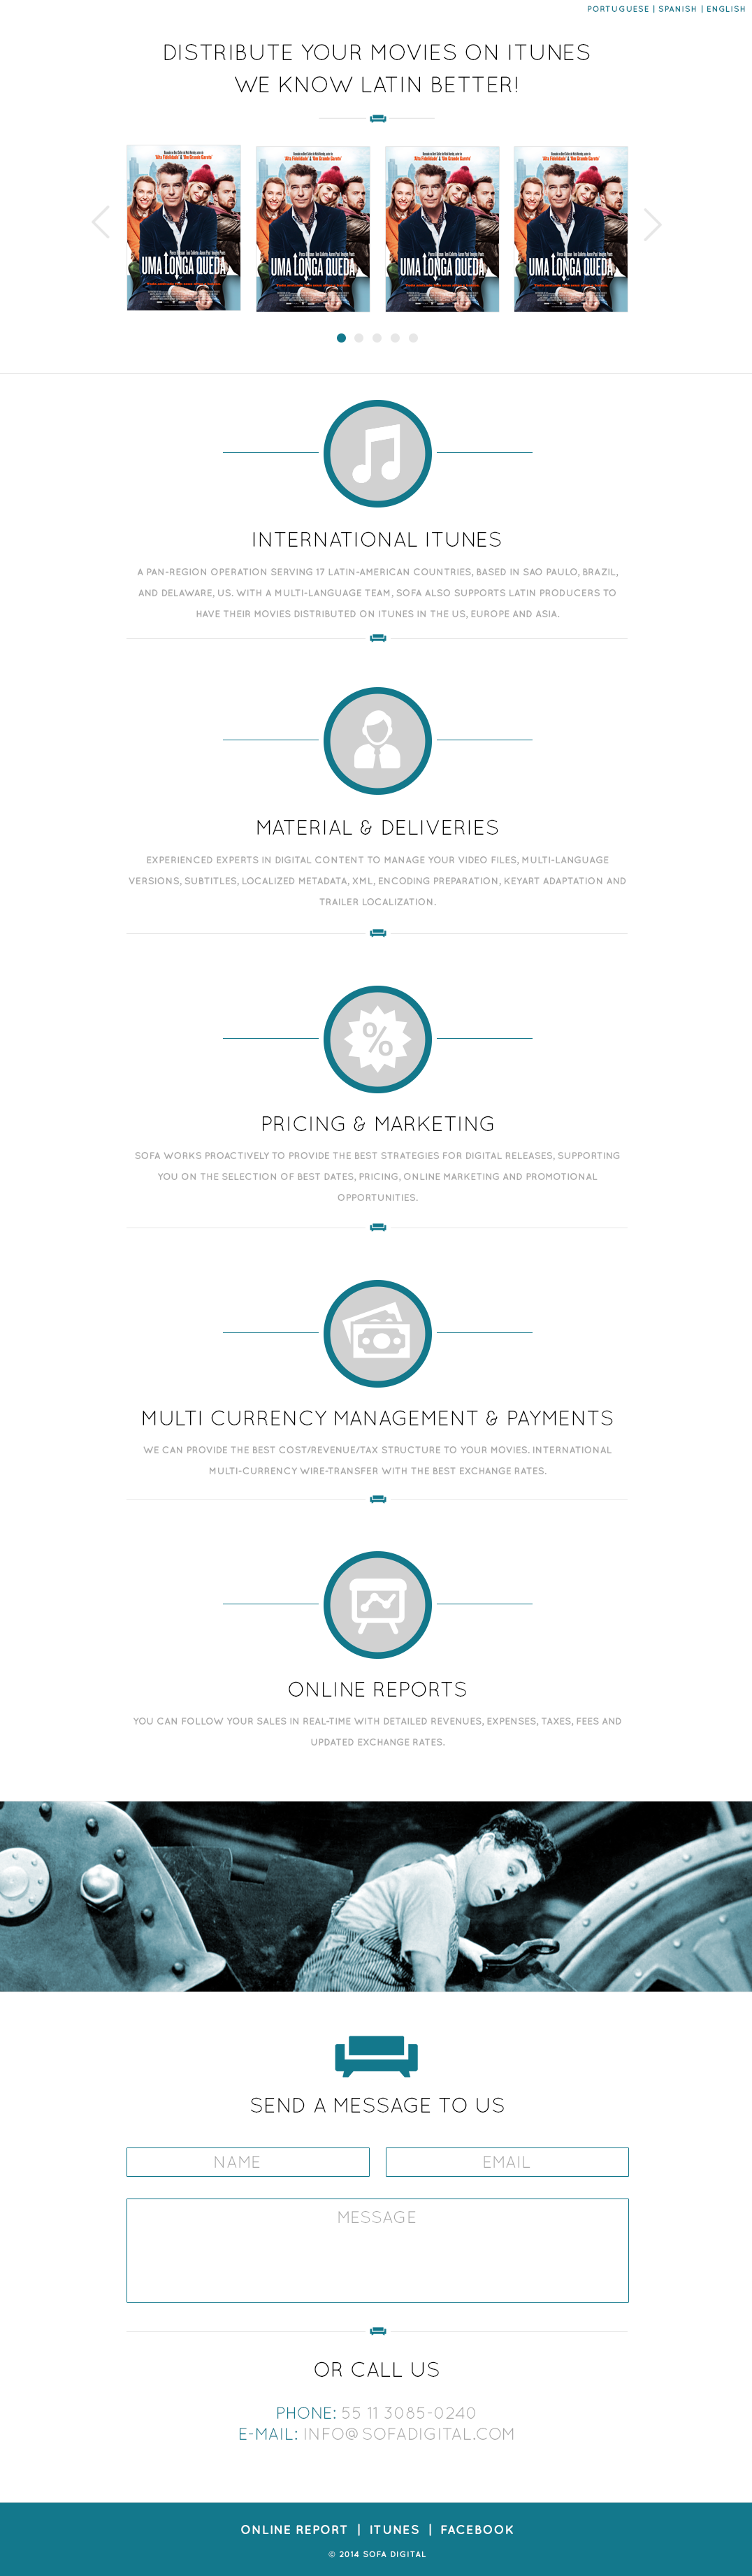 PORTUGUESE | SPANISH | ENGLISH
DISTRIBUTE YOUR MOVIES ON ITUNES
WE KNOW LATIN BETTER!
UMA LONGA QUEDA
UMA LONGA QUEDA
UMA LONGA QUEDA
UMA LONGA QUEDA
INTERNATIONAL ITUNES
A PAN-REGION OPERATION SERVING 17 LATIN-AMERICAN COUNTRIES, BASED IN SAO PAULO, BRAZIL,
AND DELAWARE, US. WITH A MULTI-LANGUAGE TEAM, SOFA ALSO SUPPORTS LATIN PRODUCERS TO
HAVE THEIR MOVIES DISTRIBUTED ON ITUNES IN THE US, EUROPE AND ASIA.
MATERIAL & DELIVERIES
EXPERIENCED EXPERTS IN DIGITAL CONTENT TO MANAGE YOUR VIDEO FILES, MULTI-LANGUAGE
VERSIONS, SUBTITLES, LOCALIZED METADATA, XML, ENCODING PREPARATION, KEYART ADAPTATION AND
TRAILER LOCALIZATION.
%
PRICING & MARKETING
SOFA WORKS PROACTIVELY TO PROVIDE THE BEST STRATEGIES FOR DIGITAL RELEASES, SUPPORTING
YOU ON THE SELECTION OF BEST DATES, PRICING, ONLINE MARKETING AND PROMOTIONAL
OPPORTUNITIES.
MULTI CURRENCY MANAGEMENT & PAYMENTS
WE CAN PROVIDE THE BEST COST/REVENUE/TAX STRUCTURE TO YOUR MOVIES. INTERNATIONAL
MULTI-CURRENCY WIRE-TRANSFER WITH THE BEST EXCHANGE RATES.
ONLINE REPORTS
YOU CAN FOLLOW YOUR SALES IN REAL-TIME WITH DETAILED REVENUES, EXPENSES, TAXES, FEES AND
UPDATED EXCHANGE RATES.
SEND A MESSAGE TO US
NAME EMAIL
MESSAGE
OR CALL US
PHONE: 55 11 3085-0240
E-MAIL: INFO@SOFADIGITAL.COM
ONLINE REPORT | ITUNES | FACEBOOK
© 2014 SOFA DIGITAL